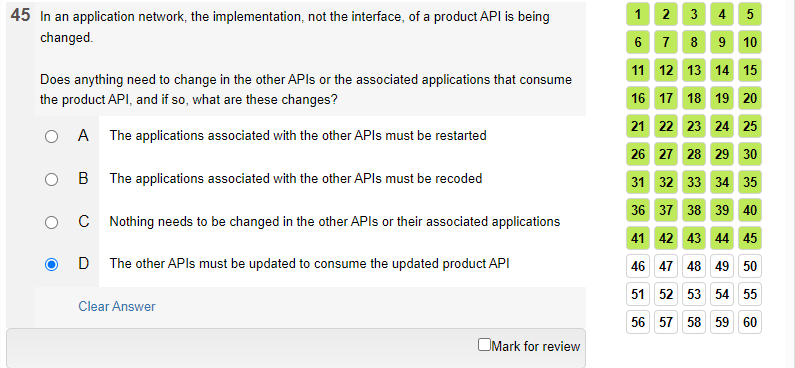 45 In an application network, the implementation, not the interface, of a product API is being
changed.
Does anything need to change in the other APIs or the associated applications that consume
the product API, and if so, what are these changes?
A The applications associated with the other APIs must be restarted
B The applications associated with the other APIs must be recoded
C Nothing needs to be changed in the other APIs or their associated applications
D The other APIs must be updated to consume the updated product API
Clear Answer
Mark for review
1 2 3 4 5
6 7 8 9 10
11 12 13 14 15
16 17 18 19 20
21 22 23 24 25
26 27 28 29 30
31 32 33 34 35
36 37 38 39 40
41 42 43 44 45
46 47 48 49 50
51 52 53 54 55
56 57 58 59 60